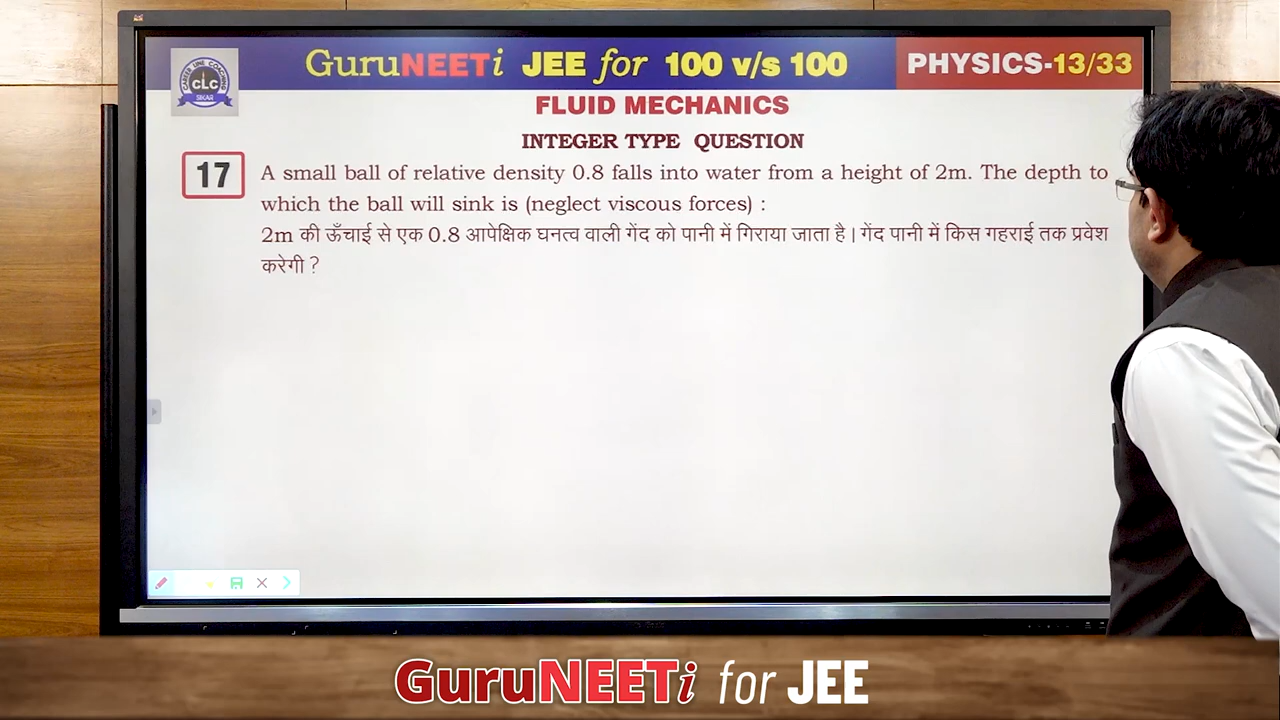 GuruNEETi JEE for 100 v/s 100
PHYSICS-13/33
CLC
SIKAR
FLUID MECHANICS
INTEGER TYPE QUESTION
17
A small ball of relative density 0.8 falls into water from a height of 2m. The depth to
which the ball will sink is (neglect viscous forces) :
2m की ऊँचाई से एक 0.8 आपेक्षिक घनत्व वाली गेंद को पानी में गिराया जाता है। गेंद पानी में किस गहराई तक प्रवेश
करेगी ?
GuruNEETi for JEE